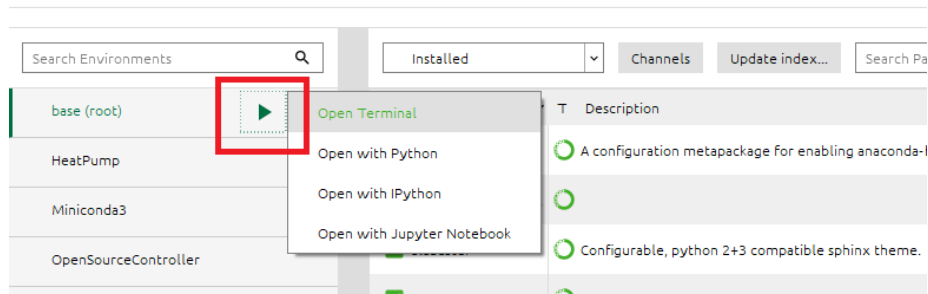 Search Environments
Installed
Channels
Update index...
Search Pa
base (root)
Open Terminal
T Description
HeatPump
Open with Python
A configuration metapackage for enabling anaconda-
Miniconda3
Open with IPython
Open with Jupyter Notebook
OpenSourceController
Configurable, python 2+3 compatible sphinx theme.